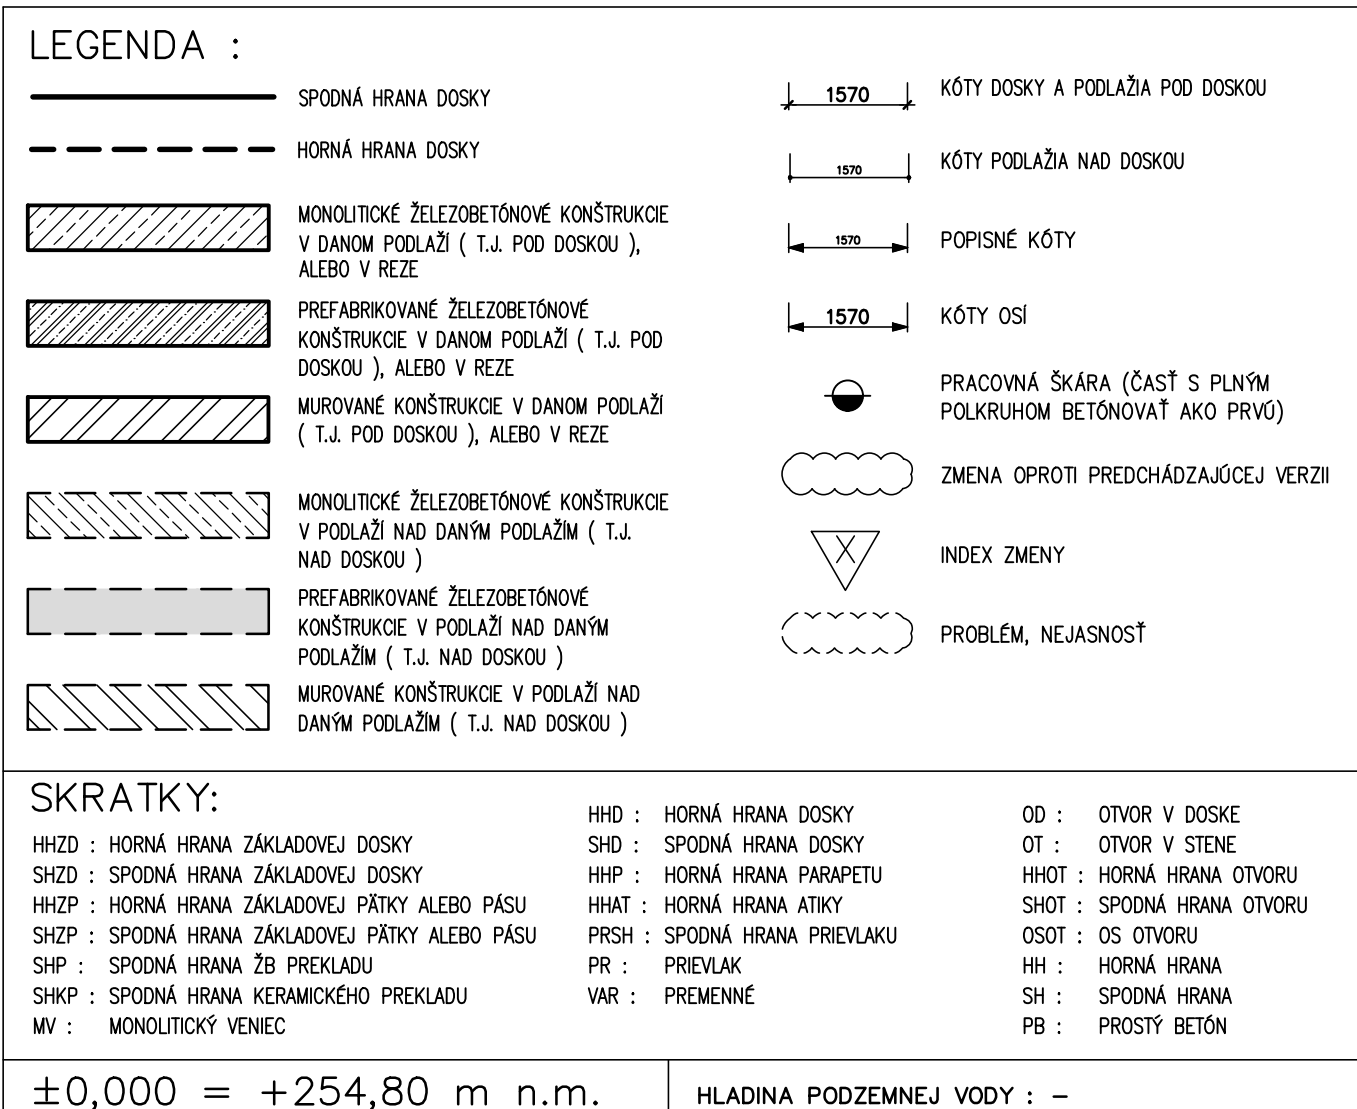 LEGENDA :
SPODNÁ HRANA DOSKY
HORNÁ HRANA DOSKY
MONOLITICKÉ ŽELEZOBETÓNOVÉ KONŠTRUKCIE
V DANOM PODLAŽÍ ( T.J. POD DOSKOU ),
ALEBO V REZE
PREFABRIKOVANÉ ŽELEZOBETÓNOVÉ
KONŠTRUKCIE V DANOM PODLAŽÍ ( T.J. POD
DOSKOU ), ALEBO V REZE
MUROVANÉ KONŠTRUKCIE V DANOM PODLAŽÍ
( T.J. POD DOSKOU ), ALEBO V REZE
MONOLITICKÉ ŽELEZOBETÓNOVÉ KONŠTRUKCIE
V PODLAŽÍ NAD DANÝM PODLAŽÍM ( T.J.
NAD DOSKOU )
PREFABRIKOVANÉ ŽELEZOBETÓNOVÉ
KONŠTRUKCIE V PODLAŽÍ NAD DANÝM
PODLAŽÍM ( T.J. NAD DOSKOU )
MUROVANÉ KONŠTRUKCIE V PODLAŽÍ NAD
DANÝM PODLAŽÍM ( T.J. NAD DOSKOU )
1570 KÓTY DOSKY A PODLAŽIA POD DOSKOU
1570 KÓTY PODLAŽIA NAD DOSKOU
1570 POPISNÉ KÓTY
1570 KÓTY OSÍ
PRACOVNÁ ŠKÁRA (ČASŤ S PLNÝM
POLKRUHOM BETÓNOVAŤ AKO PRVÚ)
ZMENA OPROTI PREDCHÁDZAJÚCEJ VERZII
X INDEX ZMENY
PROBLÉM, NEJASNOSŤ
SKRATKY:
HHZD : HORNÁ HRANA ZÁKLADOVEJ DOSKY
SHZD : SPODNÁ HRANA ZÁKLADOVEJ DOSKY
HHZP : HORNÁ HRANA ZÁKLADOVEJ PÄTKY ALEBO PÁSU
SHZP : SPODNÁ HRANA ZÁKLADOVEJ PÄTKY ALEBO PÁSU
SHP : SPODNÁ HRANA ŽB PREKLADU
SHKP : SPODNÁ HRANA KERAMICKÉHO PREKLADU
MV : MONOLITICKÝ VENIEC
HHD : HORNÁ HRANA DOSKY
SHD : SPODNÁ HRANA DOSKY
HHP : HORNÁ HRANA PARAPETU
HHAT : HORNÁ HRANA ATIKY
PRSH : SPODNÁ HRANA PRIEVLAKU
PR : PRIEVLAK
VAR : PREMENNÉ
OD : OTVOR V DOSKE
OT : OTVOR V STENE
HHOT : HORNÁ HRANA OTVORU
SHOT : SPODNÁ HRANA OTVORU
OSOT : OS OTVORU
HH : HORNÁ HRANA
SH : SPODNÁ HRANA
PB : PROSTÝ BETÓN
±0,000 = +254,80 m n.m.
HLADINA PODZEMNEJ VODY : –